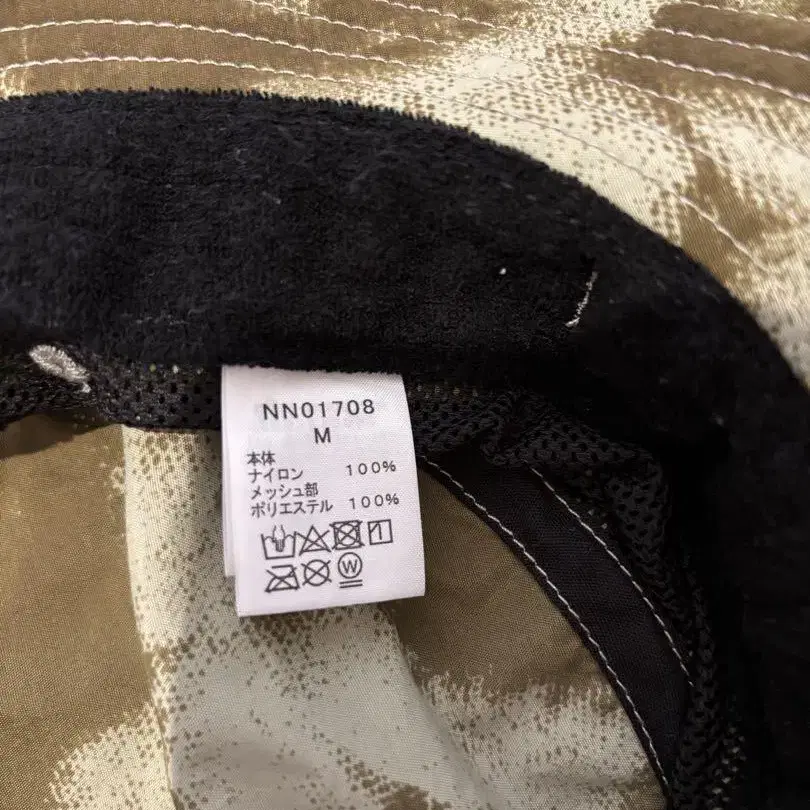 NN01708
M
本体
ナイロン 100%
メッシュ部
ポリエステル 100%
W